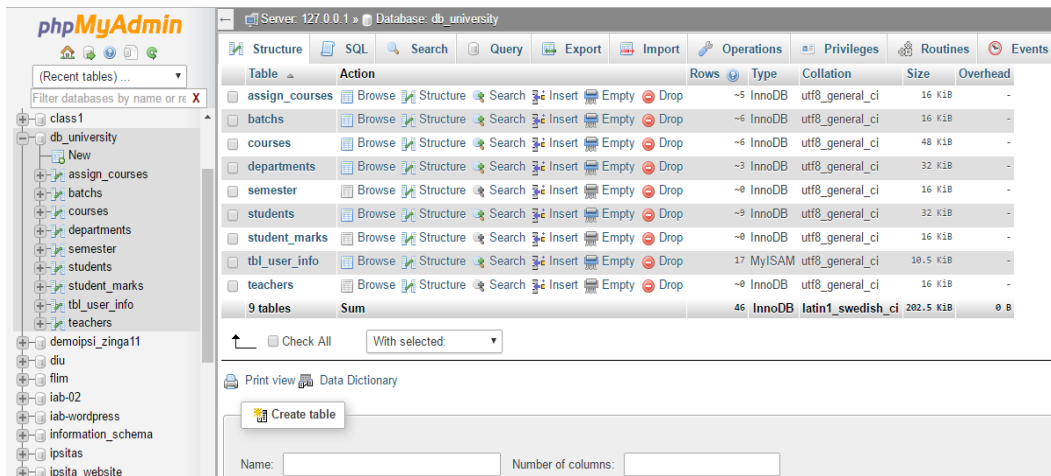 phpMyAdmin
(Recent tables) ...
Filter databases by name or re X
class1
db_university
New
assign_courses
batchs
courses
departments
semester
students
student_marks
tbl_user_info
teachers
demoipsi_zinga11
diu
flim
iab-02
iab-wordpress
information_schema
ipsitas
ipsita_website
Server: 127.0.0.1 » Database: db_university
Structure SQL Search Query Export Import Operations Privileges Routines Events
Table Action Rows Type Collation Size Overhead
assign_courses Browse Structure Search Insert Empty Drop ~5 InnoDB utf8_general_ci 16 KiB -
batchs Browse Structure Search Insert Empty Drop ~6 InnoDB utf8_general_ci 16 KiB -
courses Browse Structure Search Insert Empty Drop ~6 InnoDB utf8_general_ci 48 KiB -
departments Browse Structure Search Insert Empty Drop ~3 InnoDB utf8_general_ci 32 KiB -
semester Browse Structure Search Insert Empty Drop ~0 InnoDB utf8_general_ci 16 KiB -
students Browse Structure Search Insert Empty Drop ~9 InnoDB utf8_general_ci 32 KiB -
student_marks Browse Structure Search Insert Empty Drop ~0 InnoDB utf8_general_ci 16 KiB -
tbl_user_info Browse Structure Search Insert Empty Drop 17 MyISAM utf8_general_ci 10.5 KiB -
teachers Browse Structure Search Insert Empty Drop ~0 InnoDB utf8_general_ci 16 KiB -
9 tables Sum 46 InnoDB latin1_swedish_ci 202.5 KiB 0 B
Check All With selected:
Print view Data Dictionary
Create table
Name: Number of columns: